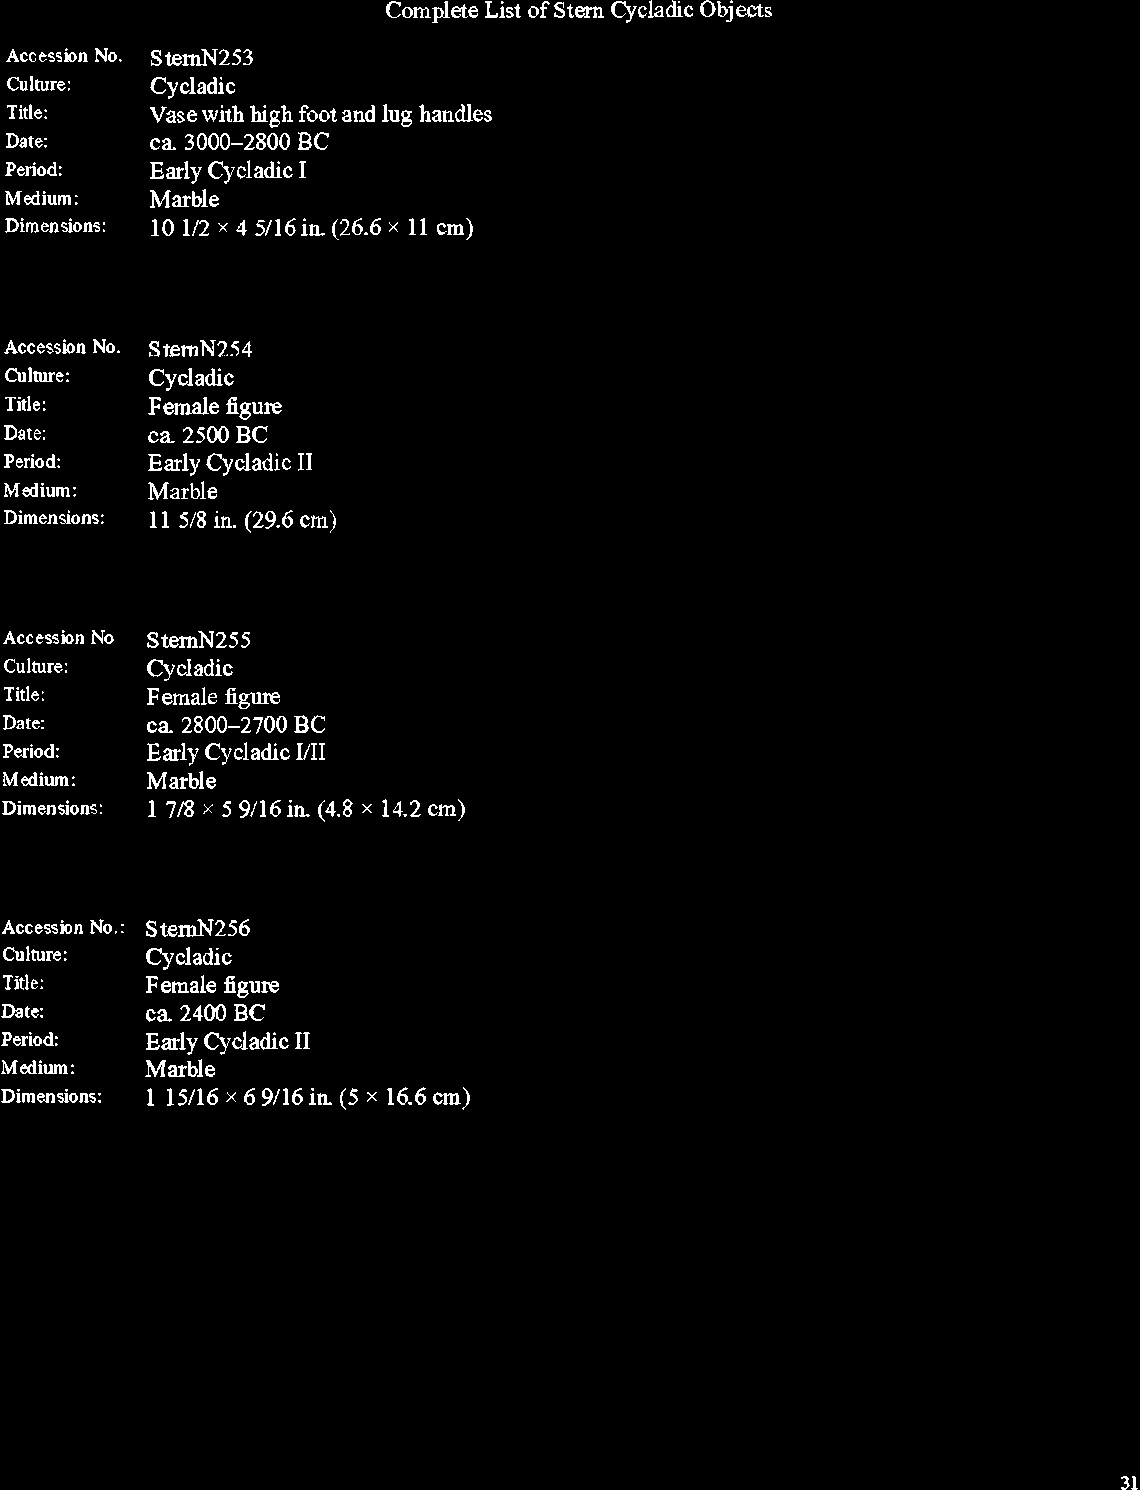 Complete List of Stern Cycladic Objects
Accession No. SternN253
Culture: Cycladic
Title: Vase with high foot and lug handles
Date: ca. 3000–2800 BC
Period: Early Cycladic I
Medium: Marble
Dimensions: 10 1/2 × 4 5/16 in. (26.6 × 11 cm)
Accession No. SternN254
Culture: Cycladic
Title: Female figure
Date: ca. 2500 BC
Period: Early Cycladic II
Medium: Marble
Dimensions: 11 5/8 in. (29.6 cm)
Accession No SternN255
Culture: Cycladic
Title: Female figure
Date: ca. 2800–2700 BC
Period: Early Cycladic I/II
Medium: Marble
Dimensions: 1 7/8 × 5 9/16 in. (4.8 × 14.2 cm)
Accession No.: SternN256
Culture: Cycladic
Title: Female figure
Date: ca. 2400 BC
Period: Early Cycladic II
Medium: Marble
Dimensions: 1 15/16 × 6 9/16 in. (5 × 16.6 cm)
31